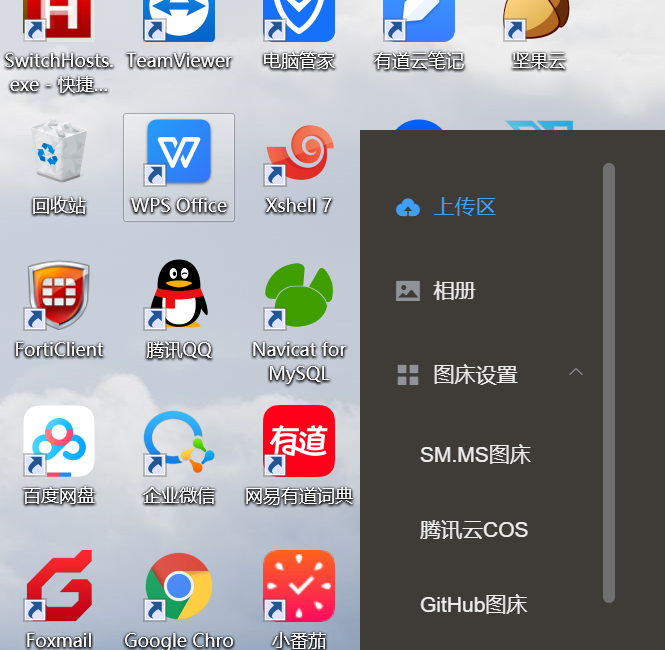 SwitchHosts.
exe - 快捷...
TeamViewer
电脑管家
有道云笔记
坚果云
回收站
WPS Office
Xshell 7
FortiClient
腾讯QQ
Navicat for
MySQL
百度网盘
企业微信
有道
网易有道词典
Foxmail
Google Chro
小番茄
上传区
相册
图床设置
SM.MS图床
腾讯云COS
GitHub图床